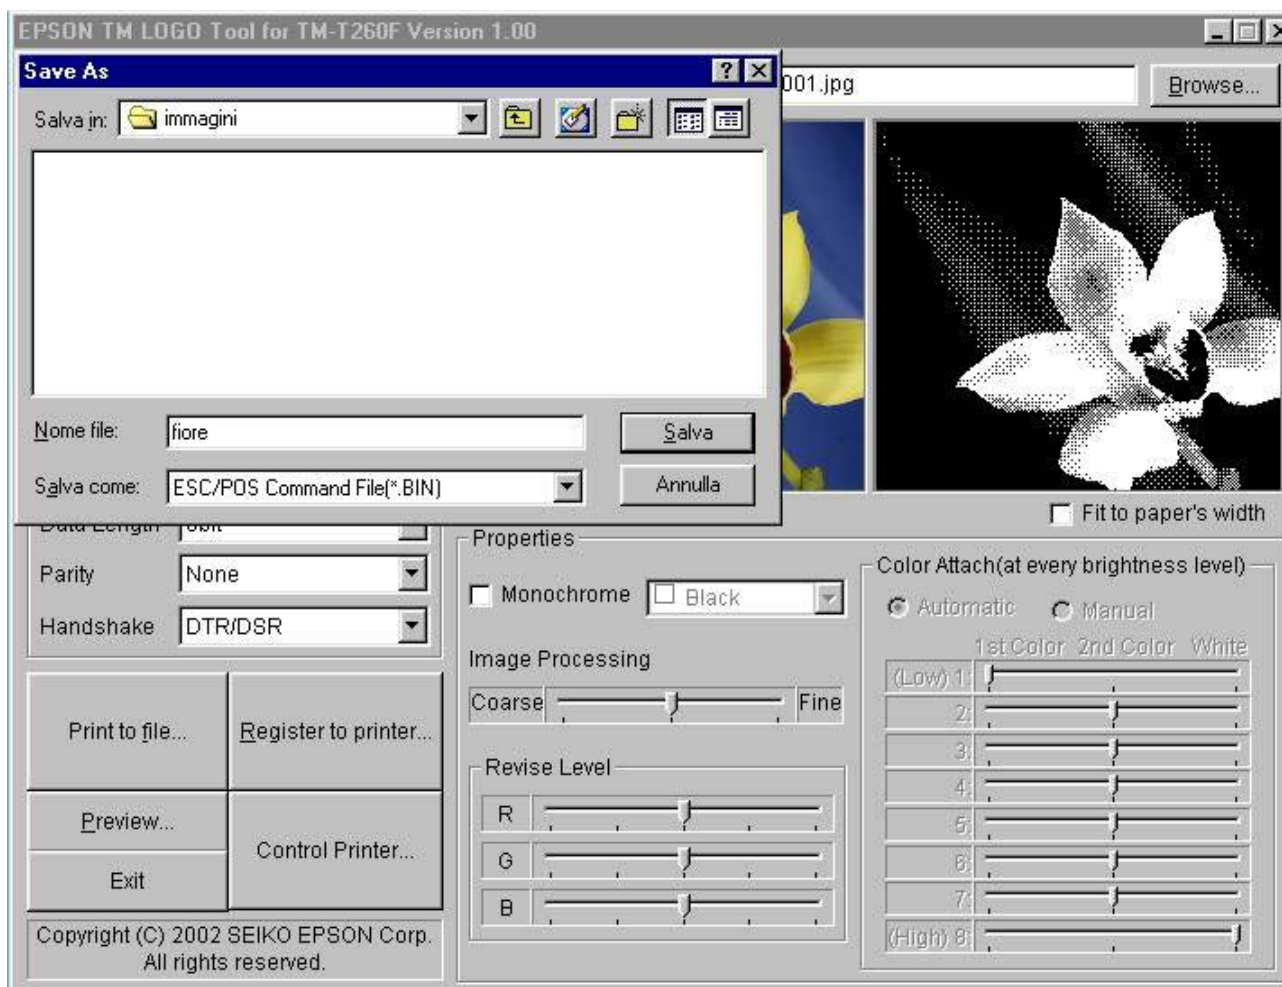 EPSON TM LOGO Tool for TM-T260F Version 1.00
Save As
Salva in: immagini
001.jpg
Browse...
Nome file: fiore
Salva
Salva come: ESC/POS Command File(*.BIN)
Annulla
Fit to paper's width
Data Length 8bit
Parity None
Handshake DTR/DSR
Print to file...
Register to printer...
Preview...
Control Printer...
Exit
Copyright (C) 2002 SEIKO EPSON Corp.
All rights reserved.
Properties
Monochrome Black
Image Processing
Coarse Fine
Revise Level
R
G
B
Color Attach(at every brightness level)
Automatic Manual
1st Color 2nd Color White
(Low) 1:
2:
3:
4:
5:
6:
7:
(High) 8: